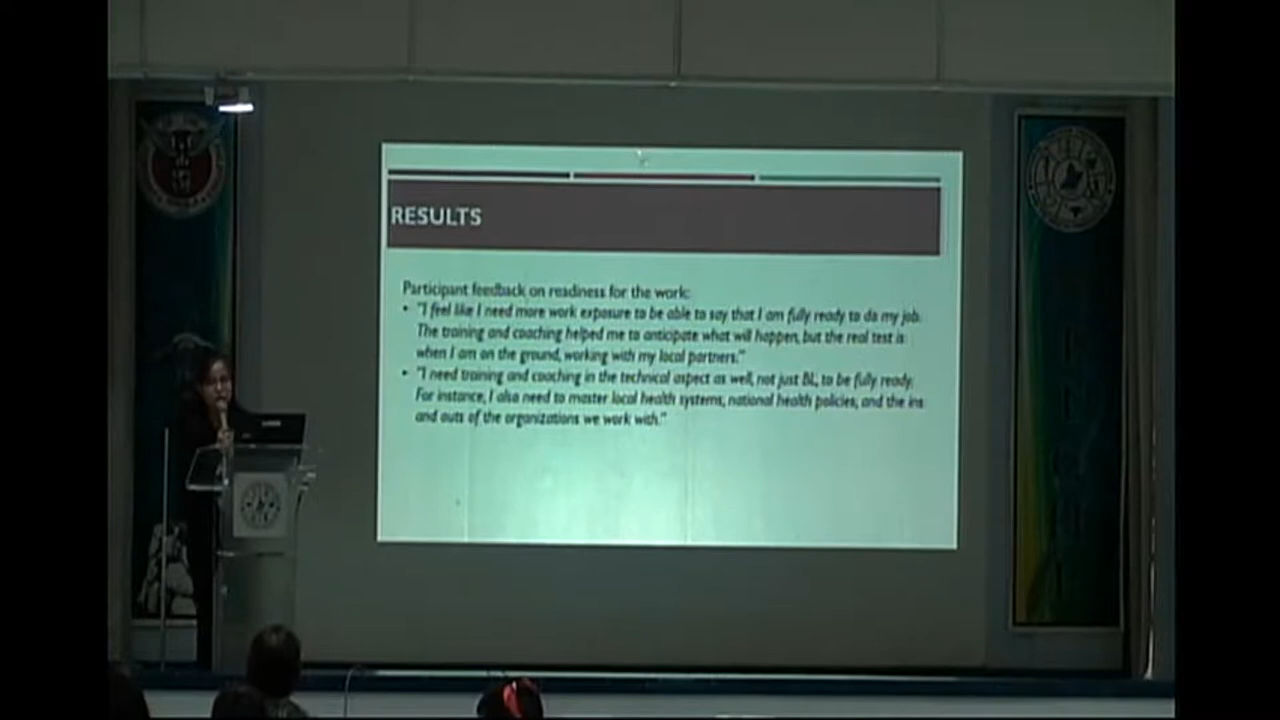 RESULTS
Participant feedback on readiness for the work:
• "I feel like I need more work exposure to be able to say that I am fully ready to do my job.
The training and coaching helped me to anticipate what will happen, but the real test is
when I am on the ground, working with my local partners."
• "I need training and coaching in the technical aspect as well, not just BL, to be fully ready.
For instance, I also need to master local health systems, national health policies, and the ins
and outs of the organizations we work with."